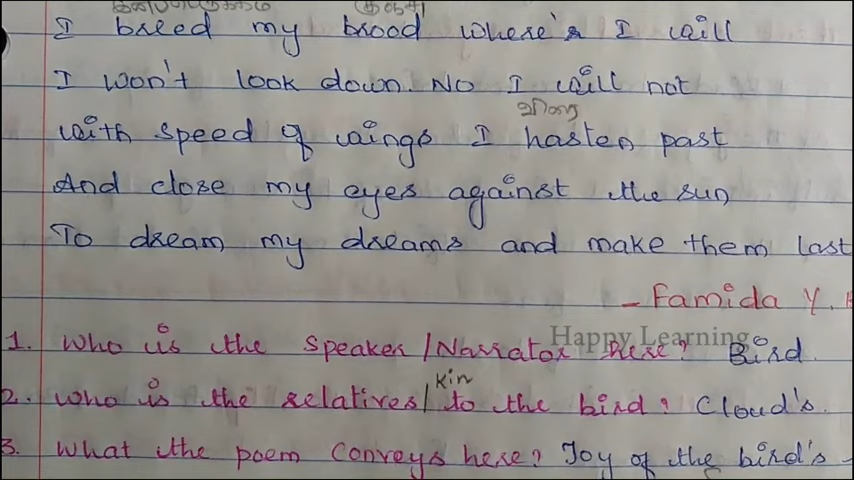 இனப்பெருக்கம் குஞ்சு
I breed my brood where'r I will
I won't look down. No I will not
விரை
With speed of wings I hasten past
And close my eyes against the sun
To dream my dreams and make them last
- Famida Y.
1. Who is the speaker/Narrator here? Bird.
Happy Learning
kin
2. Who is the relatives/ to the bird? Cloud's.
3. What the poem conveys here? Joy of the bird's